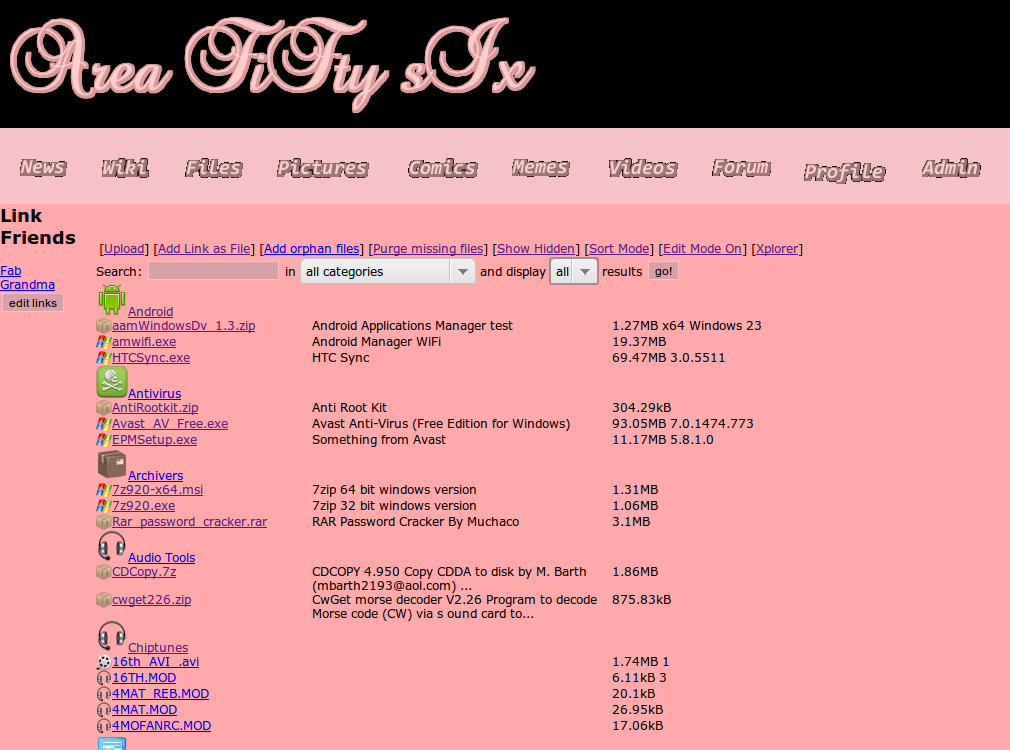 Area FiFty sIx
News Wiki Files Pictures Comics Memes Videos Forum Profile Admin
Link
Friends
Fab
Grandma
edit links
[Upload] [Add Link as File] [Add orphan files] [Purge missing files] [Show Hidden] [Sort Mode] [Edit Mode On] [Xplorer]
Search: in all categories and display all results go!
Android
aamWindowsDv_1.3.zip Android Applications Manager test 1.27MB x64 Windows 23
amwifi.exe Android Manager WiFi 19.37MB
HTCSync.exe HTC Sync 69.47MB 3.0.5511
Antivirus
AntiRootkit.zip Anti Root Kit 304.29kB
Avast_AV_Free.exe Avast Anti-Virus (Free Edition for Windows) 93.05MB 7.0.1474.773
EPMSetup.exe Something from Avast 11.17MB 5.8.1.0
Archivers
7z920-x64.msi 7zip 64 bit windows version 1.31MB
7z920.exe 7zip 32 bit windows version 1.06MB
Rar_password_cracker.rar RAR Password Cracker By Muchaco 3.1MB
Audio Tools
CDCopy.7z CDCOPY 4.950 Copy CDDA to disk by M. Barth 1.86MB
(mbarth2193@aol.com) ...
cwget226.zip CwGet morse decoder V2.26 Program to decode 875.83kB
Morse code (CW) via s ound card to...
Chiptunes
16th_AVI_.avi 1.74MB 1
16TH.MOD 6.11kB 3
4MAT_REB.MOD 20.1kB
4MAT.MOD 26.95kB
4MOFANRC.MOD 17.06kB